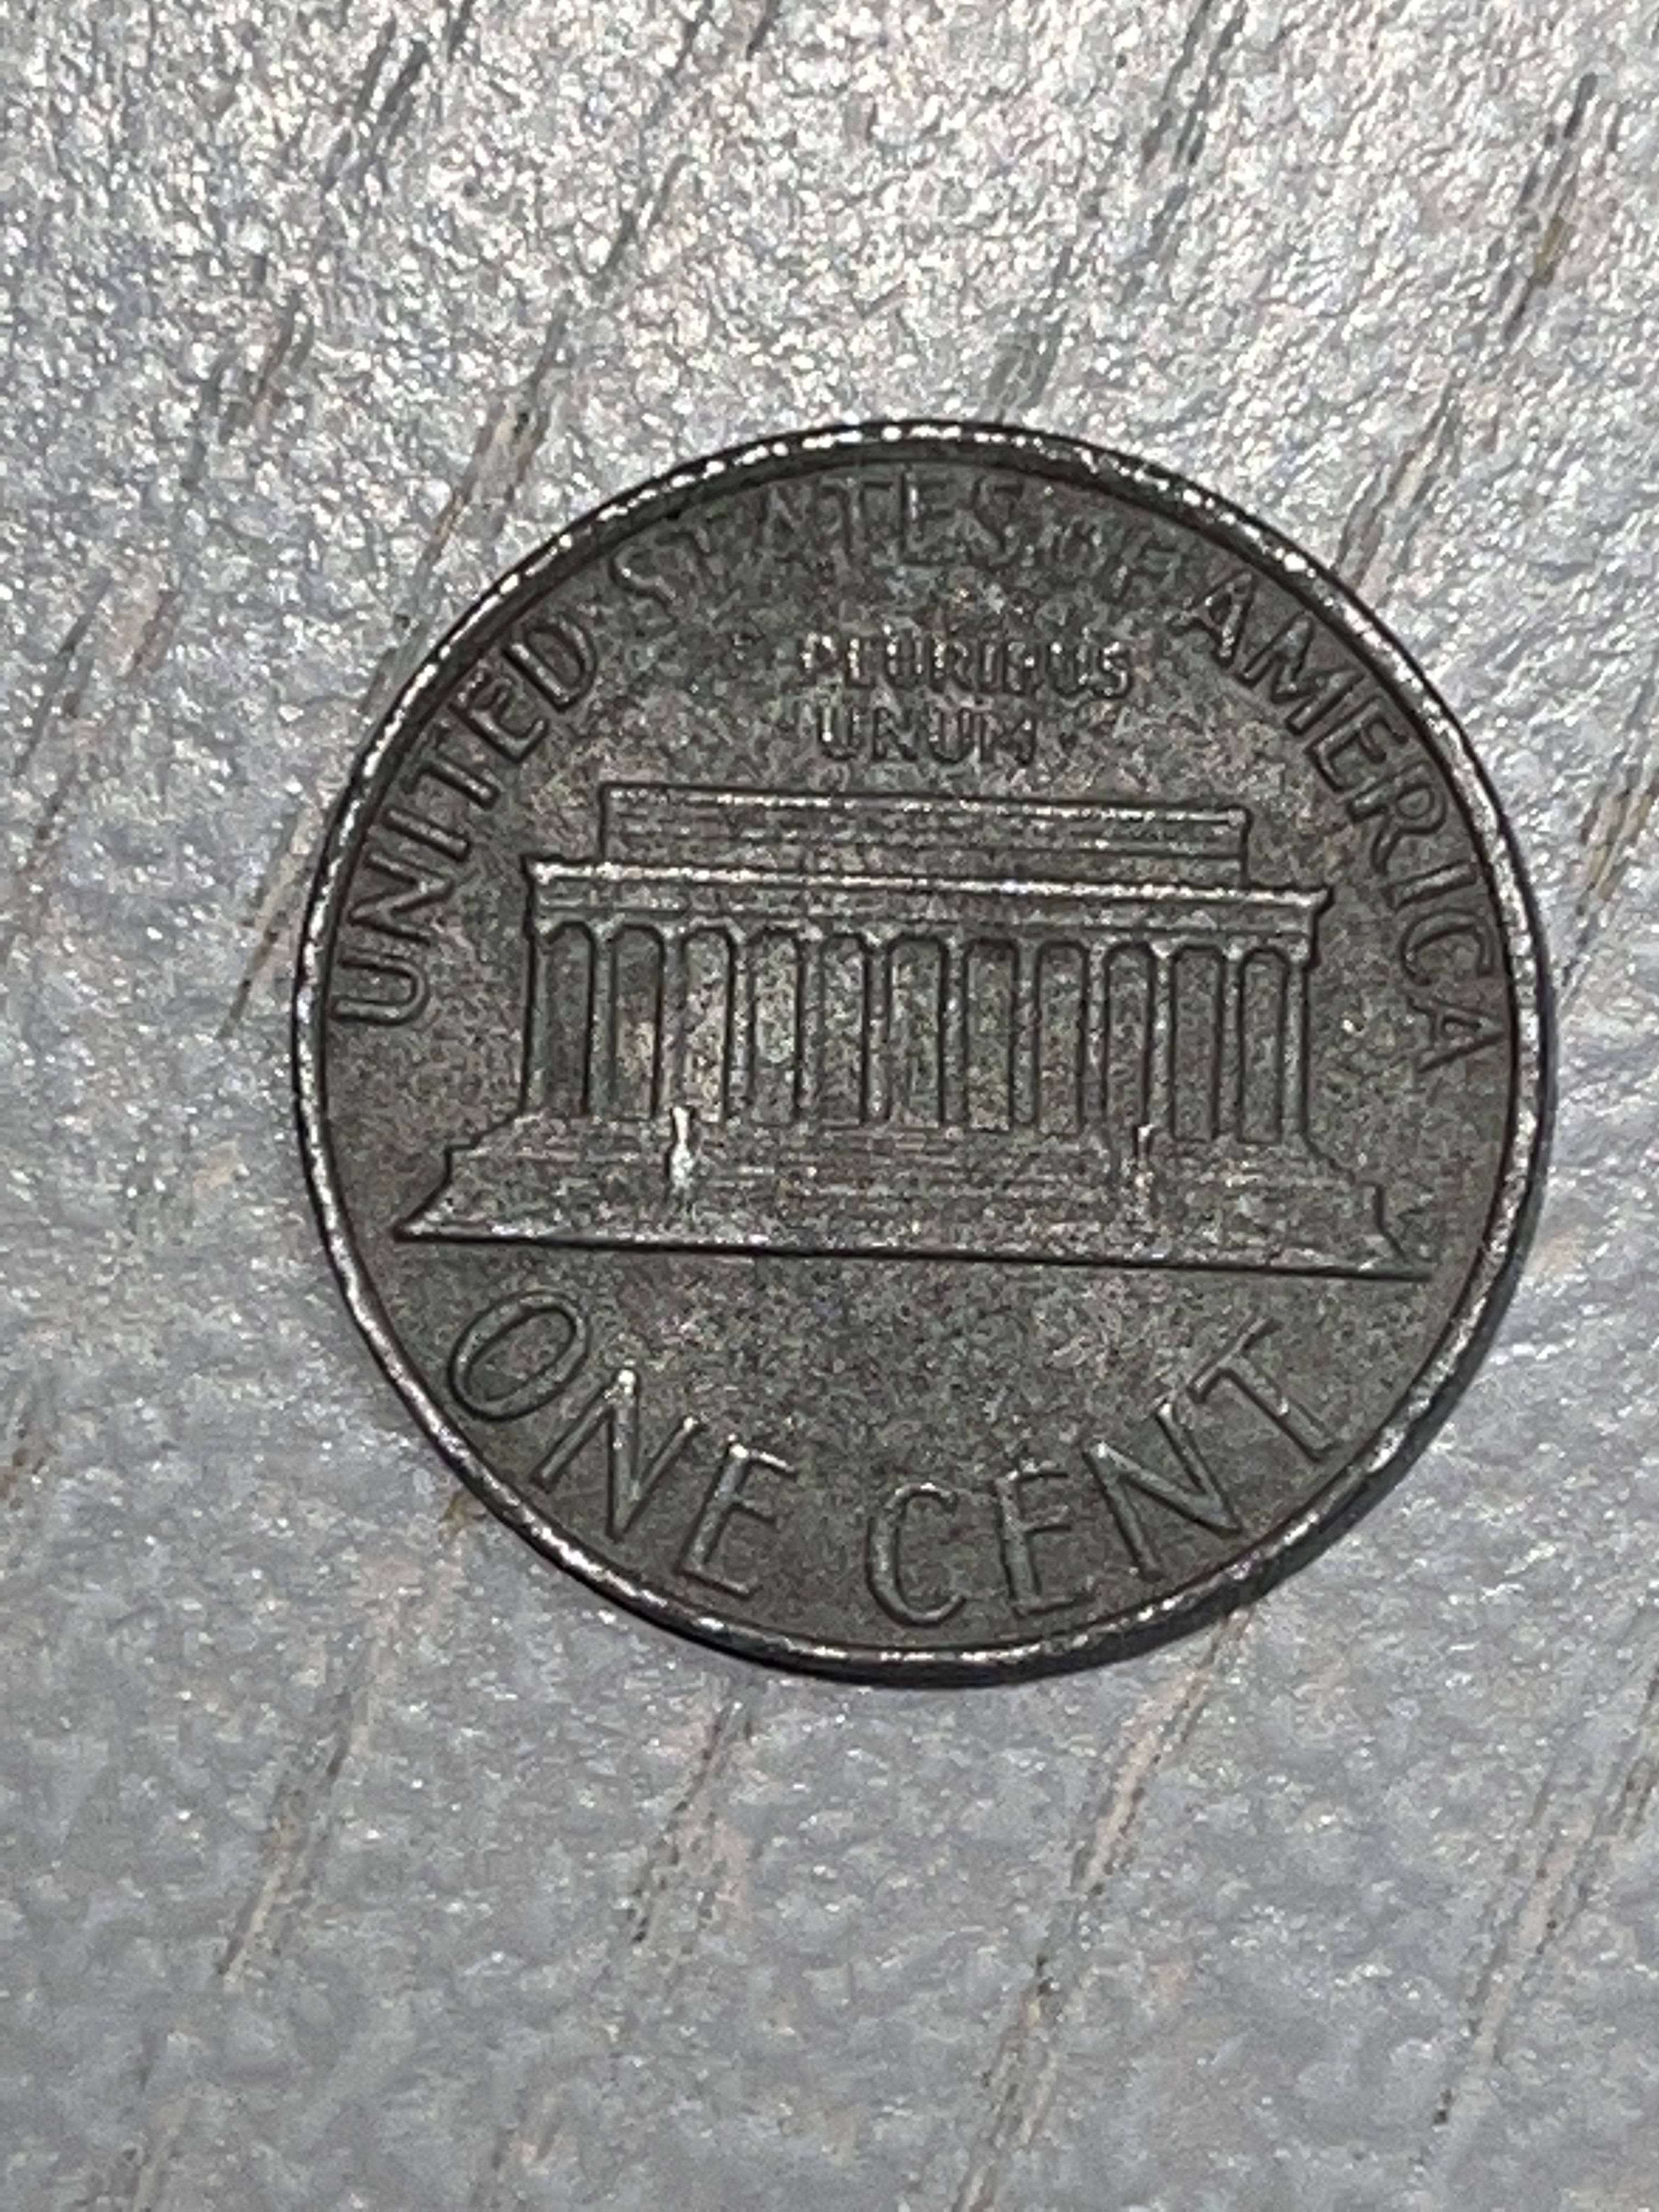 UNITED STATES OF AMERICA
PLURIBUS
UNUM
ONE CENT